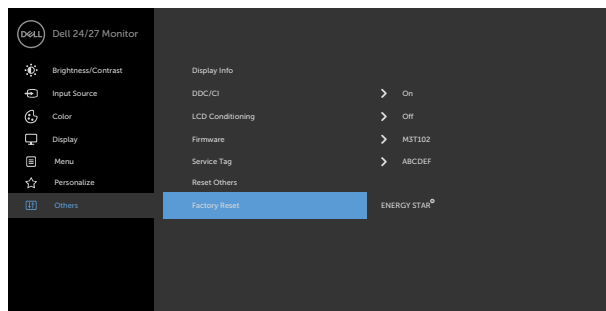 DELL Dell 24/27 Monitor
Brightness/Contrast Display Info
Input Source DDC/CI On
Color LCD Conditioning Off
Display Firmware M3T102
Menu Service Tag ABCDEF
Personalize Reset Others
Others Factory Reset ENERGY STAR®